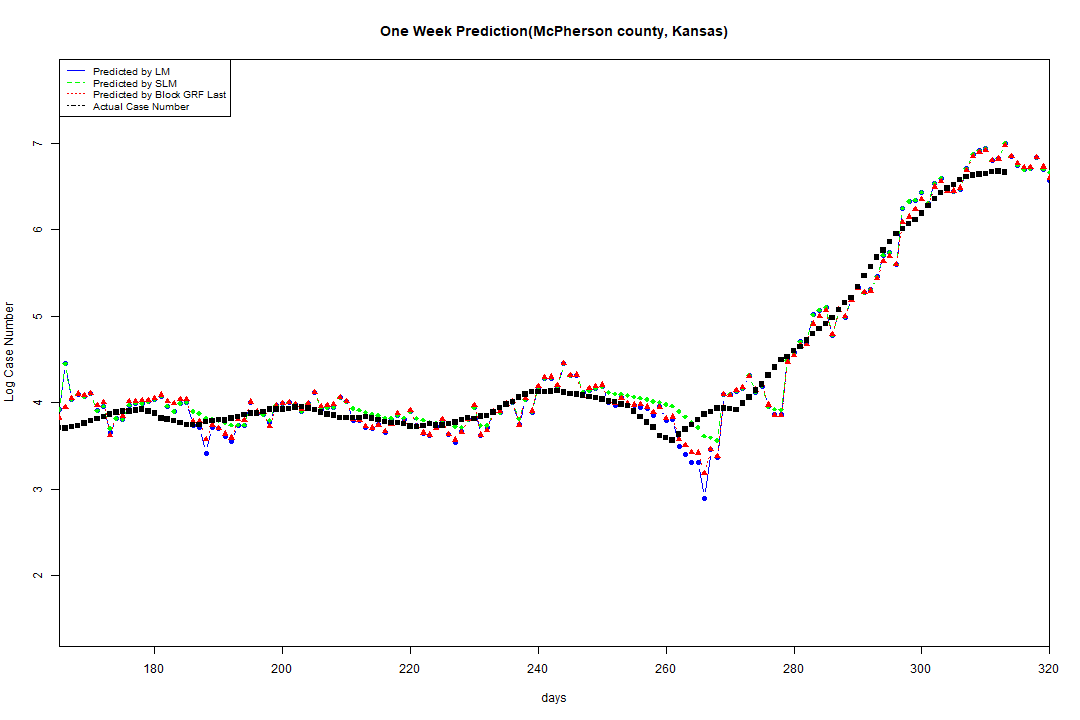 One Week Prediction(McPherson county, Kansas)
Predicted by LM
Predicted by SLM
Predicted by Block GRF Last
Actual Case Number
7
6
5
4
3
2
Log Case Number
180 200 220 240 260 280 300 320
days